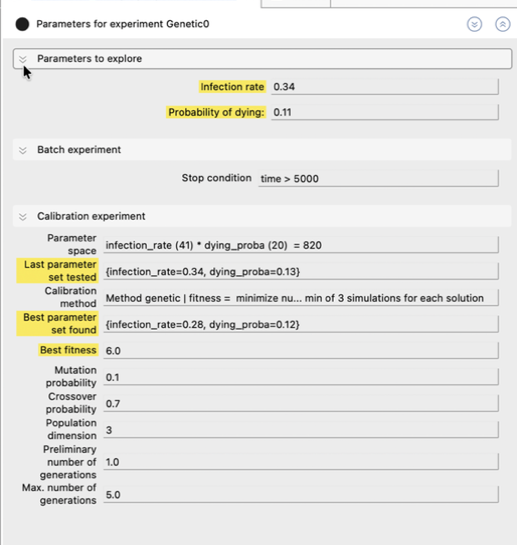 Parameters for experiment Genetic0
Parameters to explore
Infection rate 0.34
Probability of dying: 0.11
Batch experiment
Stop condition time > 5000
Calibration experiment
Parameter
space infection_rate (41) * dying_proba (20)  = 820
Last parameter
set tested {infection_rate=0.34, dying_proba=0.13}
Calibration
method Method genetic | fitness =  minimize nu... min of 3 simulations for each solution
Best parameter
set found {infection_rate=0.28, dying_proba=0.12}
Best fitness 6.0
Mutation
probability 0.1
Crossover
probability 0.7
Population
dimension 3
Preliminary
number of 1.0
generations
Max. number of
generations 5.0